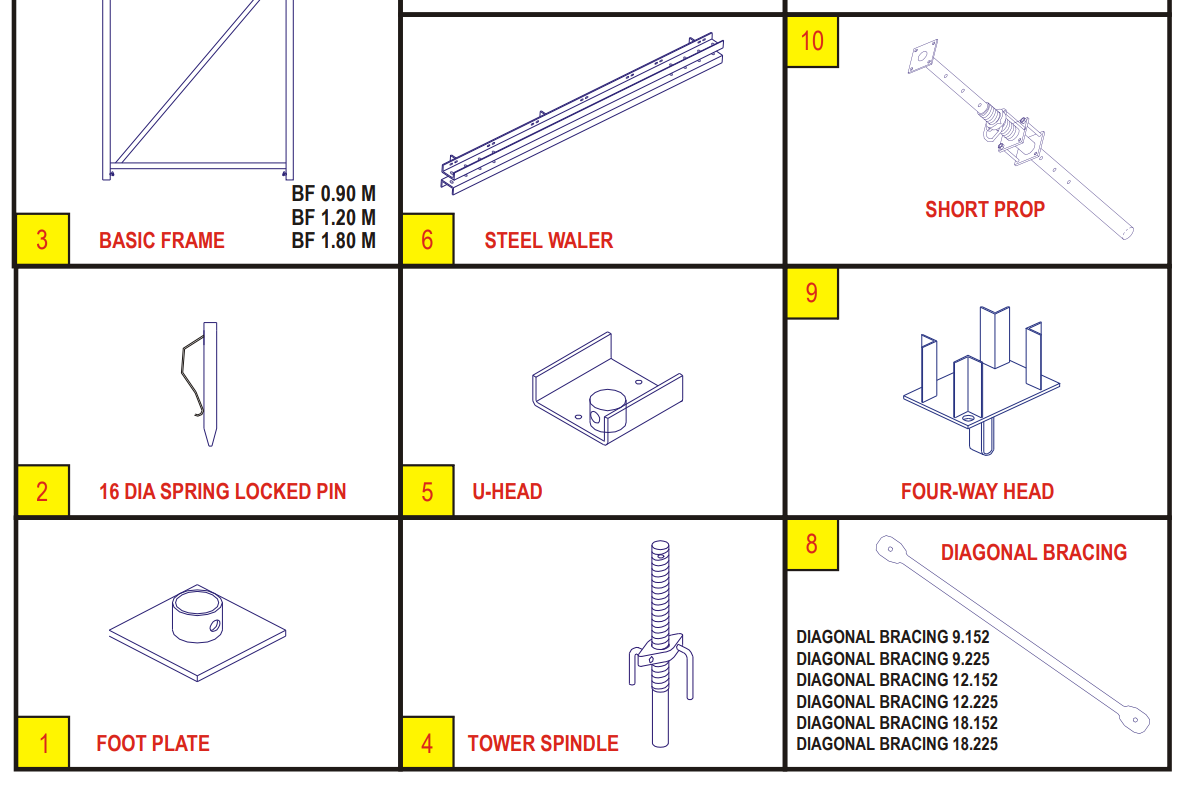 BF 0.90 M
BF 1.20 M
BF 1.80 M
3
BASIC FRAME
6
STEEL WALER
10
SHORT PROP
2
16 DIA SPRING LOCKED PIN
5
U-HEAD
9
FOUR-WAY HEAD
1
FOOT PLATE
4
TOWER SPINDLE
8
DIAGONAL BRACING
DIAGONAL BRACING 9.152
DIAGONAL BRACING 9.225
DIAGONAL BRACING 12.152
DIAGONAL BRACING 12.225
DIAGONAL BRACING 18.152
DIAGONAL BRACING 18.225